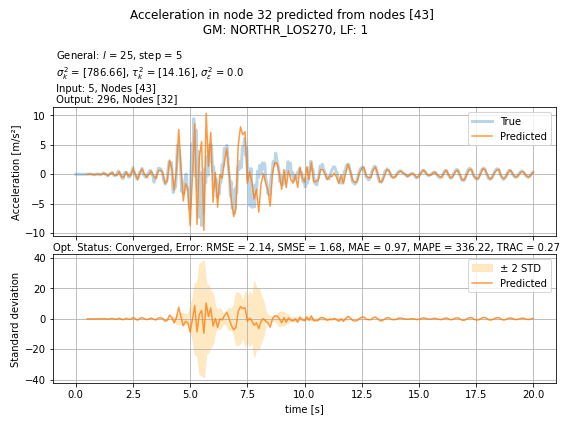 Acceleration in node 32 predicted from nodes [43]
GM: NORTHR_LOS270, LF: 1
General: l = 25, step = 5
σ²ₖ = [786.66], τ²ₖ = [14.16], σ²ε = 0.0
Input: 5, Nodes [43]
Output: 296, Nodes [32]
Acceleration [m/s²]
10
5
0
−5
−10
True
Predicted
Opt. Status: Converged, Error: RMSE = 2.14, SMSE = 1.68, MAE = 0.97, MAPE = 336.22, TRAC = 0.27
Standard deviation
40
20
0
−20
−40
± 2 STD
Predicted
0.0 2.5 5.0 7.5 10.0 12.5 15.0 17.5 20.0
time [s]